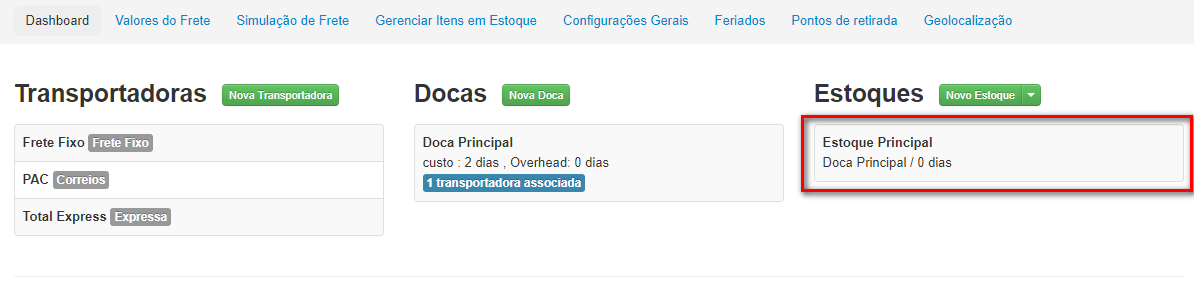 Dashboard Valores do Frete Simulação de Frete Gerenciar Itens em Estoque Configurações Gerais Feriados Pontos de retirada Geolocalização
Transportadoras Nova Transportadora
Frete Fixo Frete Fixo
PAC Correios
Total Express Expressa
Docas Nova Doca
Doca Principal
custo : 2 dias , Overhead: 0 dias
1 transportadora associada
Estoques Novo Estoque
Estoque Principal
Doca Principal / 0 dias